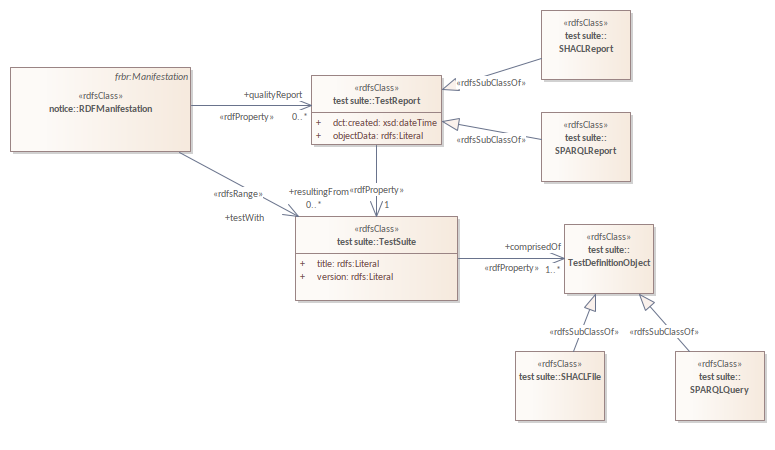 «rdfsClass»
test suite::
SHACLReport
frbr:Manifestation
«rdfsClass»
notice::RDFManifestation
«rdfsClass»
test suite::TestReport
+ dct:created: xsd:dateTime
+ objectData: rdfs:Literal
«rdfsSubClassOf»
+qualityReport
«rdfProperty»
0..*
«rdfsClass»
test suite::
SPARQLReport
«rdfsSubClassOf»
«rdfsRange»
+testWith
0..*
+resultingFrom
«rdfProperty»
1
«rdfsClass»
test suite::TestSuite
+ title: rdfs:Literal
+ version: rdfs:Literal
+comprisedOf
«rdfProperty»
1..*
«rdfsClass»
test suite::
TestDefinitionObject
«rdfsSubClassOf»
«rdfsSubClassOf»
«rdfsClass»
test suite::SHACLFIle
«rdfsClass»
test suite::
SPARQLQuery